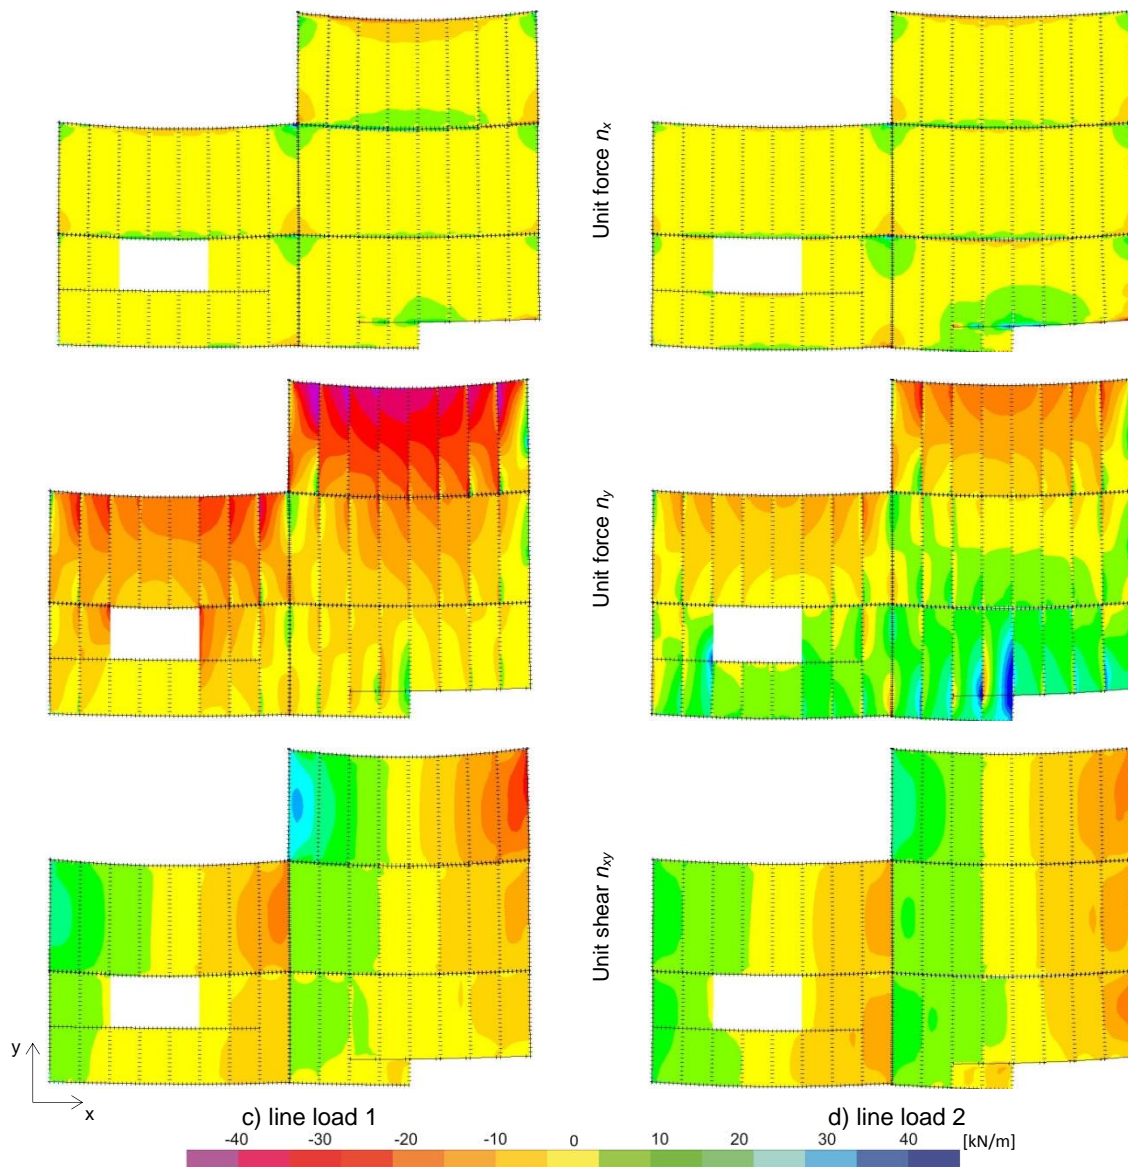 Unit force nx
Unit force ny
Unit shear nxy
y
x
c) line load 1
d) line load 2
-40 -30 -20 -10 0 10 20 30 40 [kN/m]